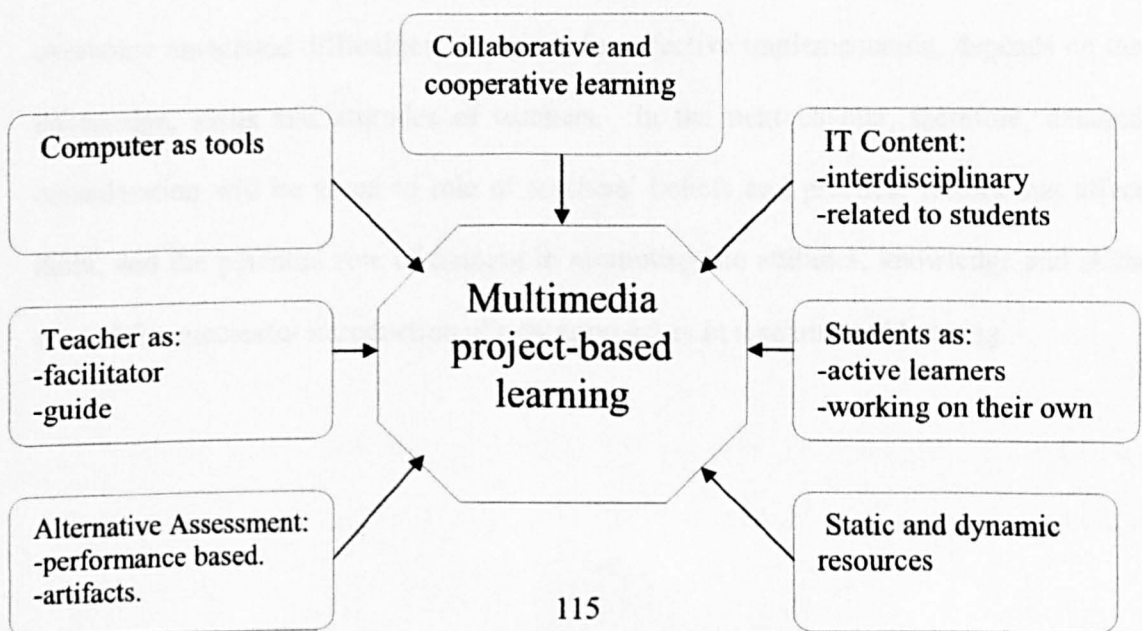 Collaborative and
cooperative learning
Computer as tools
IT Content:
-interdisciplinary
-related to students
Multimedia
project-based
learning
Teacher as:
-facilitator
-guide
Students as:
-active learners
-working on their own
Alternative Assessment:
-performance based.
-artifacts.
Static and dynamic
resources
115